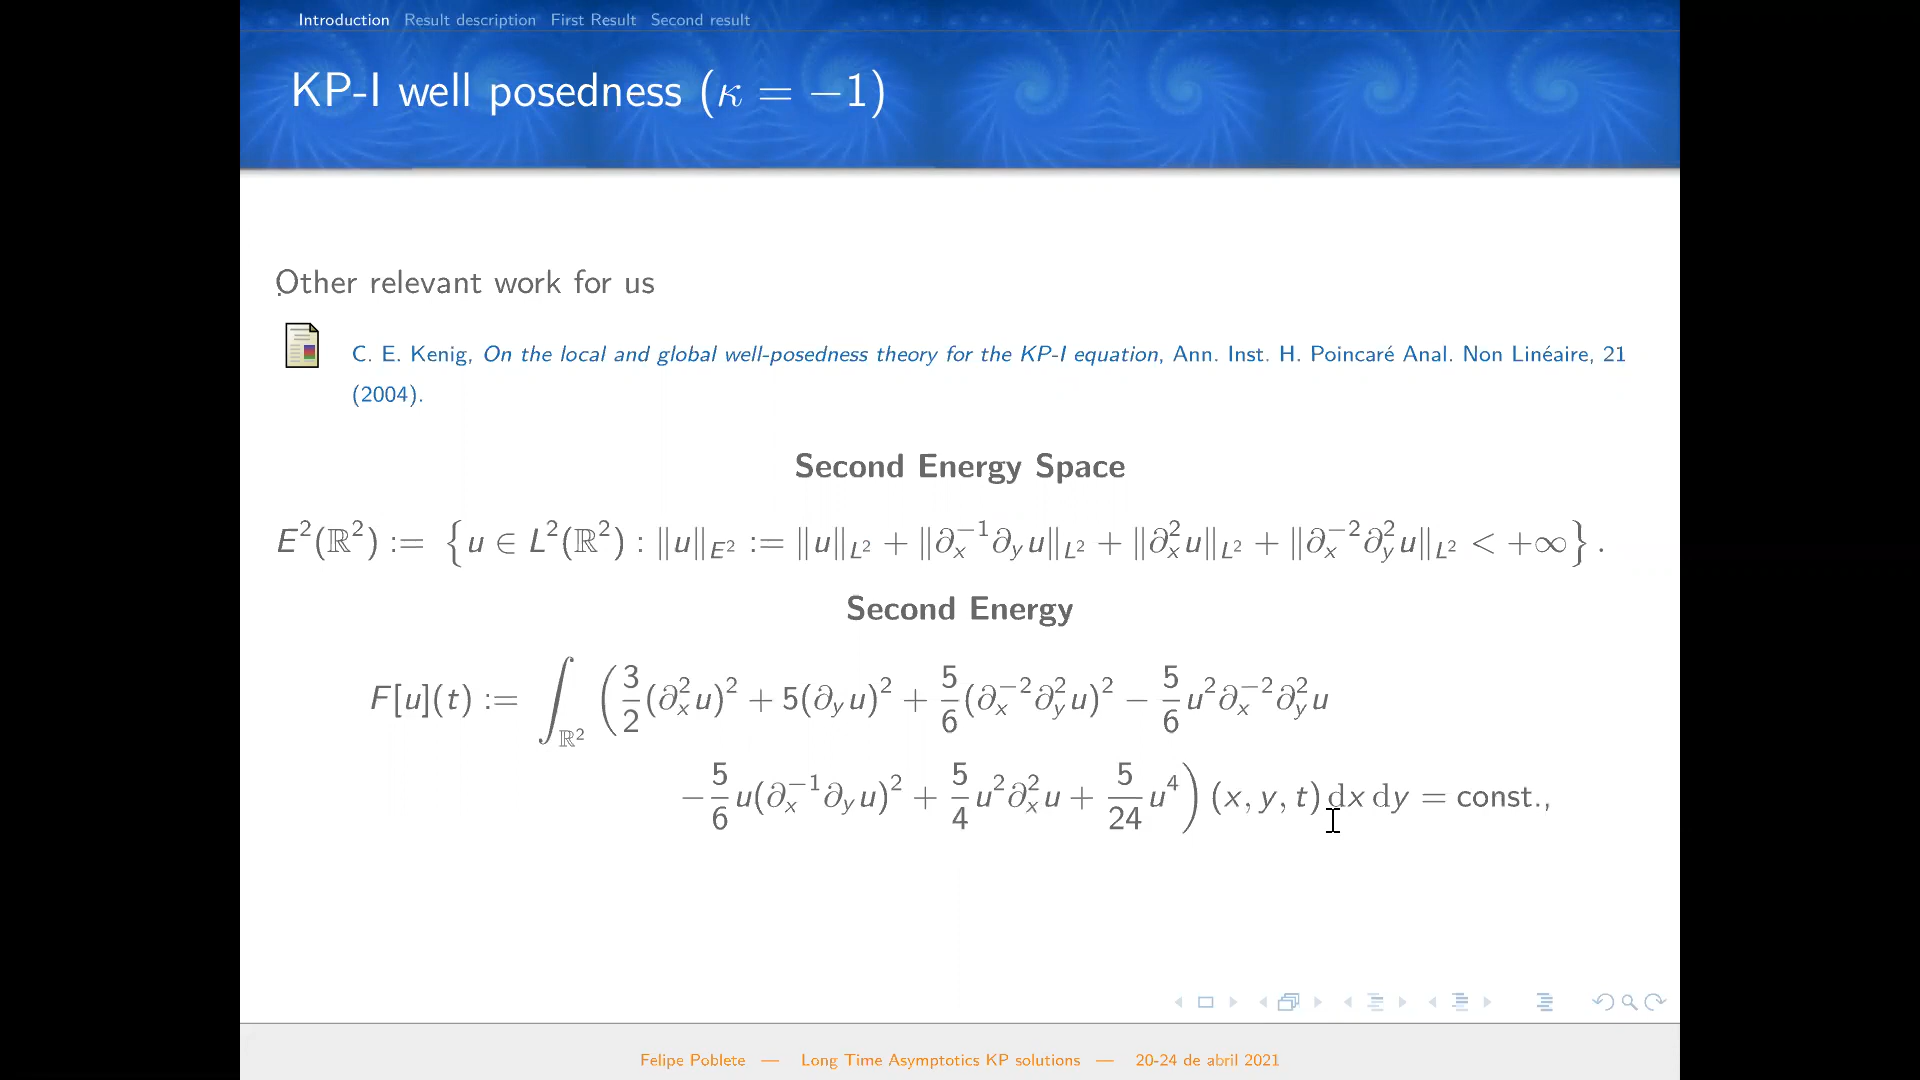 Introduction Result description First Result Second result
KP-I well posedness (κ = −1)
Other relevant work for us
C. E. Kenig, On the local and global well-posedness theory for the KP-I equation, Ann. Inst. H. Poincaré Anal. Non Linéaire, 21
(2004).
Second Energy Space
E²(ℝ²) := {u ∈ L²(ℝ²) : ‖u‖_{E²} := ‖u‖_{L²} + ‖∂_x^{−1}∂_y u‖_{L²} + ‖∂_x^2 u‖_{L²} + ‖∂_x^{−2}∂_y^2 u‖_{L²} < +∞} .
Second Energy
F[u](t) := ∫_{ℝ²} ( 3/2 (∂_x^2 u)² + 5(∂_y u)² + 5/6 (∂_x^{−2}∂_y^2 u)² − 5/6 u²∂_x^{−2}∂_y^2 u
− 5/6 u(∂_x^{−1}∂_y u)² + 5/4 u²∂_x^2 u + 5/24 u⁴ ) (x, y, t) dx dy = const.,
Felipe Poblete — Long Time Asymptotics KP solutions — 20-24 de abril 2021